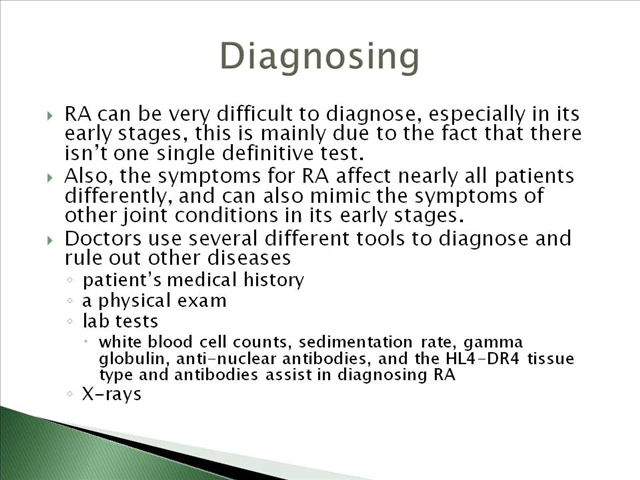 Diagnosing
RA can be very difficult to diagnose, especially in its
early stages, this is mainly due to the fact that there
isn't one single definitive test.
Also, the symptoms for RA affect nearly all patients
differently, and can also mimic the symptoms of
other joint conditions in its early stages.
Doctors use several different tools to diagnose and
rule out other diseases
patient's medical history
a physical exam
lab tests
white blood cell counts, sedimentation rate, gamma
globulin, anti-nuclear antibodies, and the HL4-DR4 tissue
type and antibodies assist in diagnosing RA
X-rays